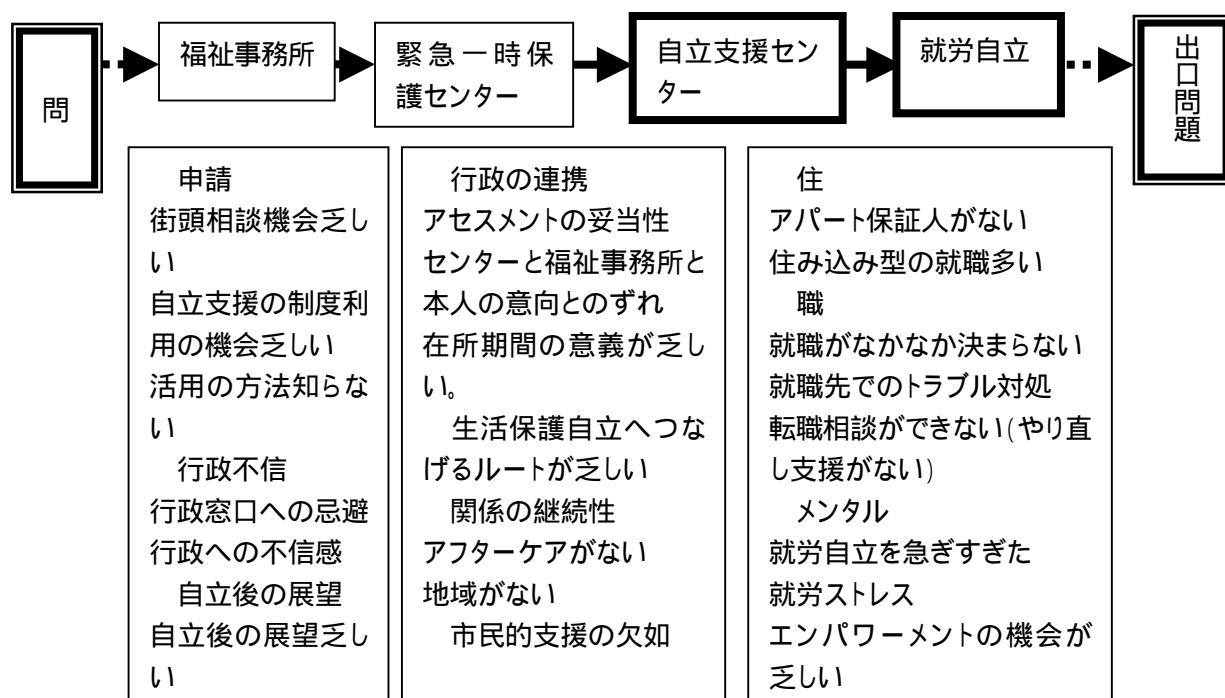 問
福祉事務所
緊急一時保
護センター
自立支援セン
ター
就労自立
出口問題
申請
街頭相談機会乏し
い
自立支援の制度利
用の機会乏しい
活用の方法知らな
い
行政不信
行政窓口への忌避
行政への不信感
自立後の展望
自立後の展望乏し
い
行政の連携
アセスメントの妥当性
センターと福祉事務所と
本人の意向とのずれ
在所期間の意義が乏し
い。
生活保護自立へつな
げるルートが乏しい
関係の継続性
アフターケアがない
地域がない
市民的支援の欠如
住
アパート保証人がない
住み込み型の就職多い
職
就職がなかなか決まらない
就職先でのトラブル対処
転職相談ができない(やり直
し支援がない)
メンタル
就労自立を急ぎすぎた
就労ストレス
エンパワーメントの機会が
乏しい